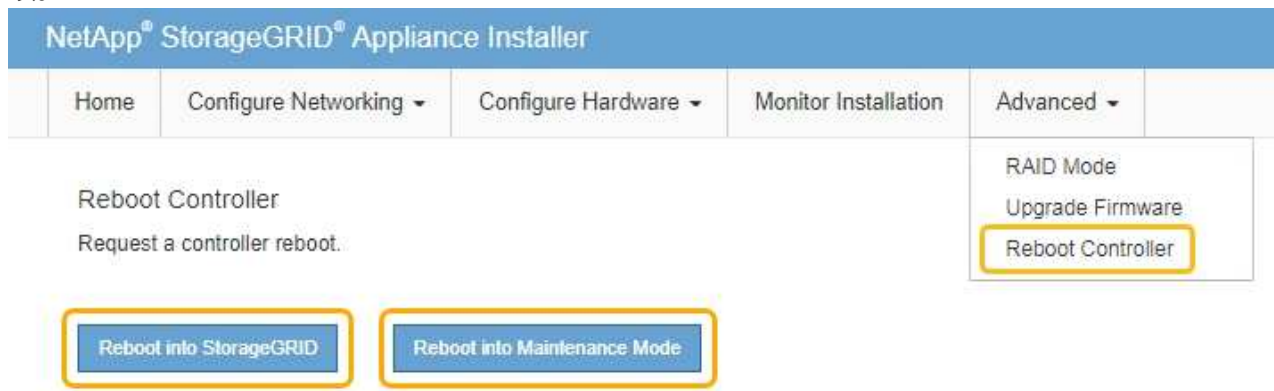 NetApp® StorageGRID® Appliance Installer
Home Configure Networking Configure Hardware Monitor Installation Advanced
RAID Mode
Upgrade Firmware
Reboot Controller
Reboot Controller
Request a controller reboot.
Reboot into StorageGRID Reboot into Maintenance Mode